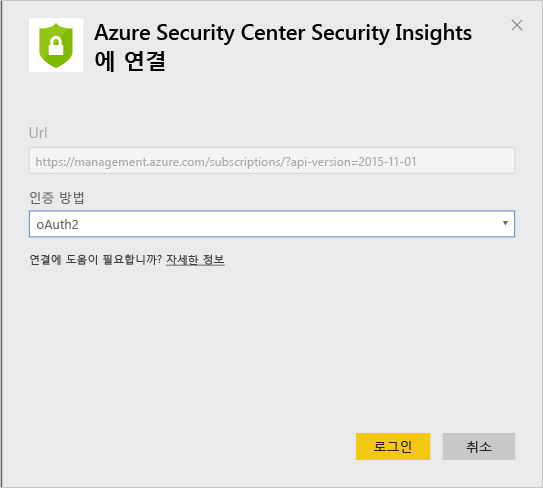 Azure Security Center Security Insights
에 연결
Url
https://management.azure.com/subscriptions/?api-version=2015-11-01
인증 방법
oAuth2
연결에 도움이 필요합니까? 자세한 정보
로그인 취소